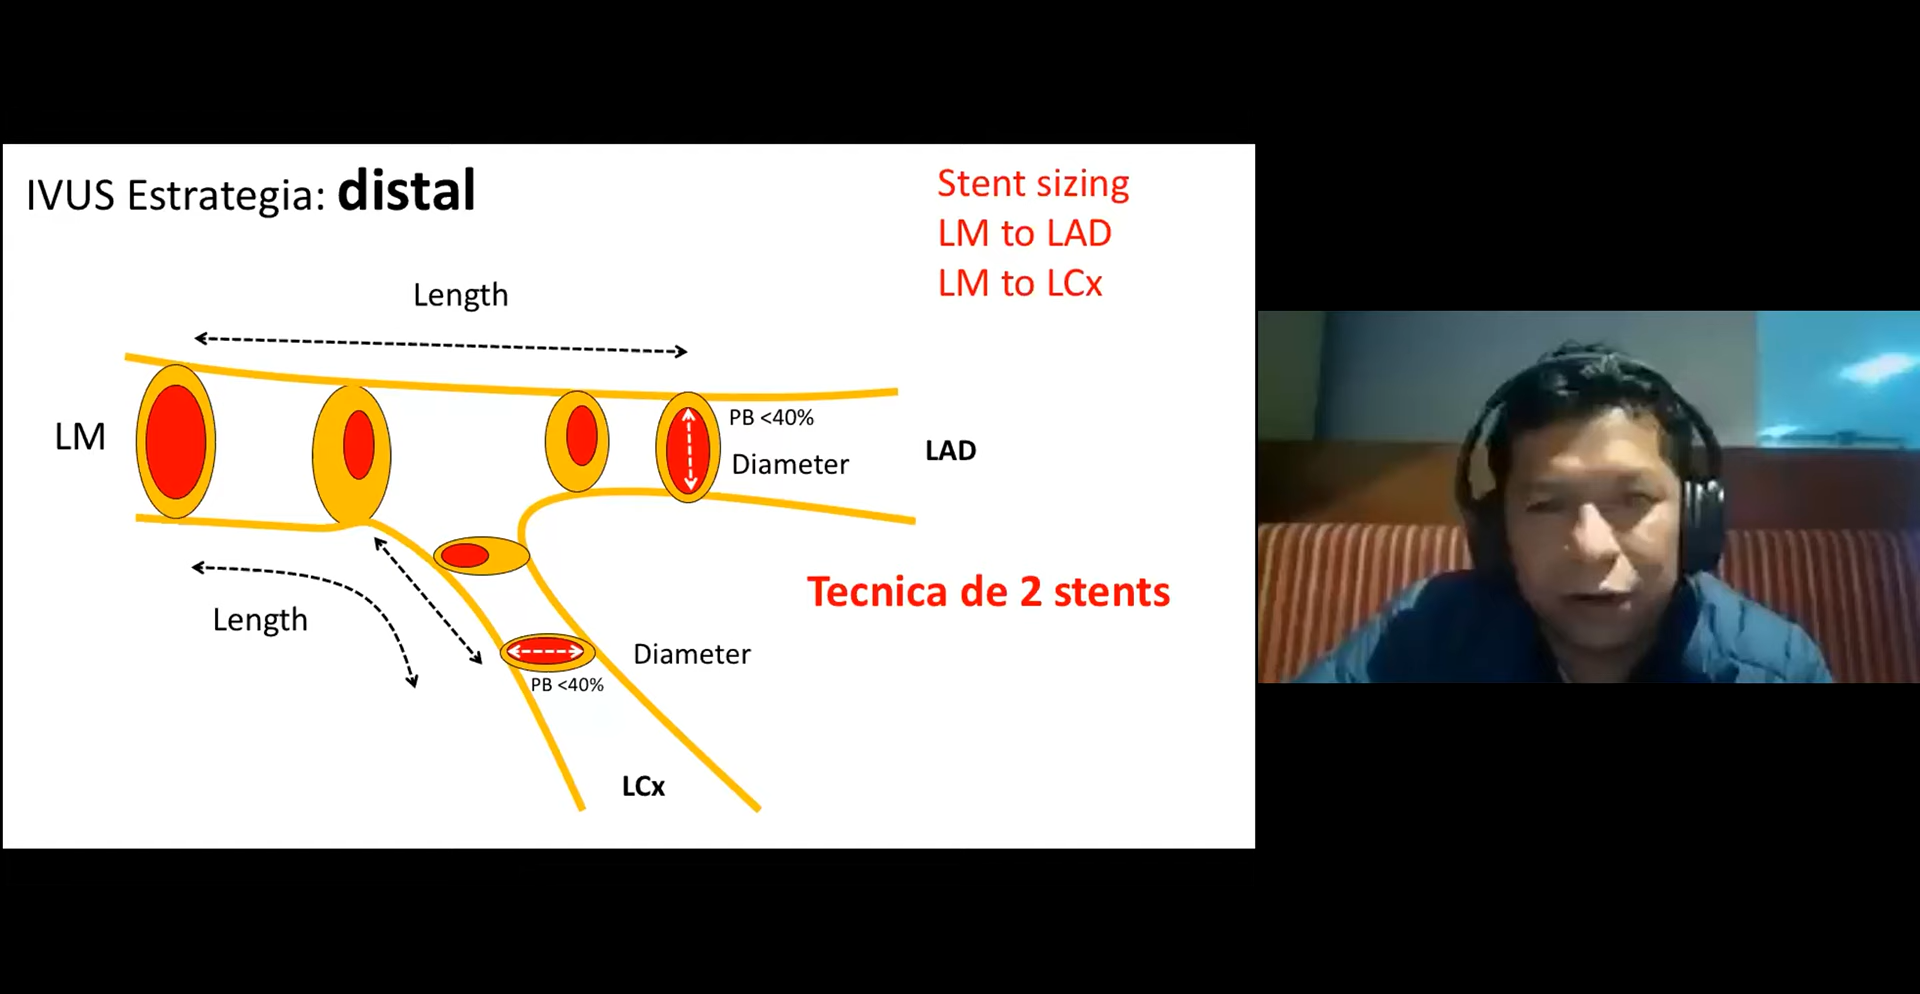 IVUS Estrategia: distal
Stent sizing
LM to LAD
LM to LCx
Length
LM
PB <40%
Diameter
LAD
Tecnica de 2 stents
Length
Diameter
PB <40%
LCx